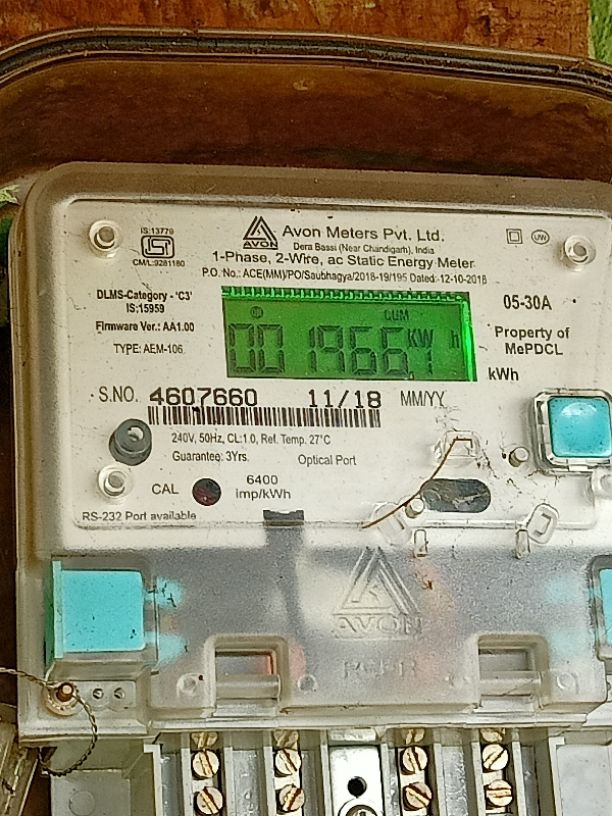 IS:13779
ISI
CM/L:9281180
AVON
Avon Meters Pvt. Ltd.
Dera Bassi (Near Chandigarh), India
1-Phase, 2-Wire, ac Static Energy Meter
P.O. No.: ACE(MM)/PO/Saubhagya/2018-19/195 Dated: 12-10-2018
DLMS-Category - 'C3'
IS:15959
Firmware Ver.: AA1.00
TYPE: AEM-106
CUM
001966.1 KW h
05-30A
Property of
MePDCL
kWh
S.NO. 4607660 11/18 MM/YY
240V, 50Hz, CL:1.0, Ref. Temp. 27°C
Guarantee: 3Yrs.
Optical Port
CAL
6400
imp/kWh
RS-232 Port available
AVON